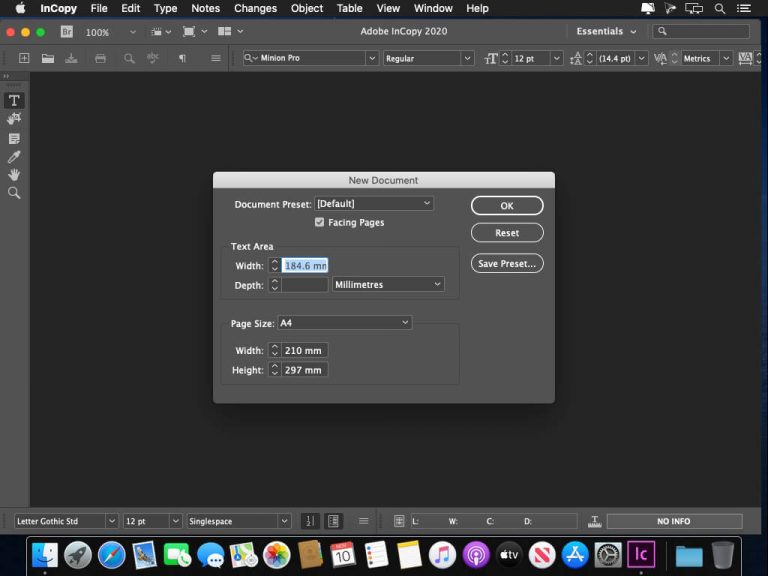 InCopy File Edit Type Notes Changes Object Table View Window Help
Br 100% Adobe InCopy 2020 Essentials
Minion Pro Regular 12 pt (14.4 pt) Metrics
New Document
Document Preset: [Default] OK
Facing Pages
Reset
Text Area
Width: 184.6 mm
Save Preset...
Depth: Millimetres
Page Size: A4
Width: 210 mm
Height: 297 mm
Letter Gothic Std 12 pt Singlespace L: W: C: D: NO INFO
NOV
10
tv
Ic